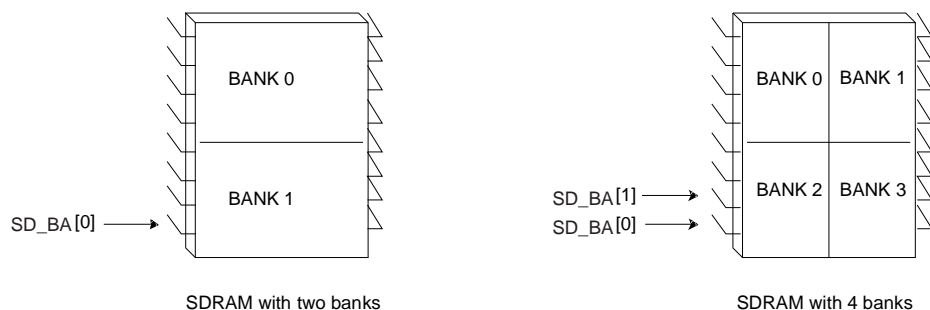 BANK 0
BANK 1
SD_BA[0]
SDRAM with two banks
BANK 0 BANK 1
BANK 2 BANK 3
SD_BA[1]
SD_BA[0]
SDRAM with 4 banks